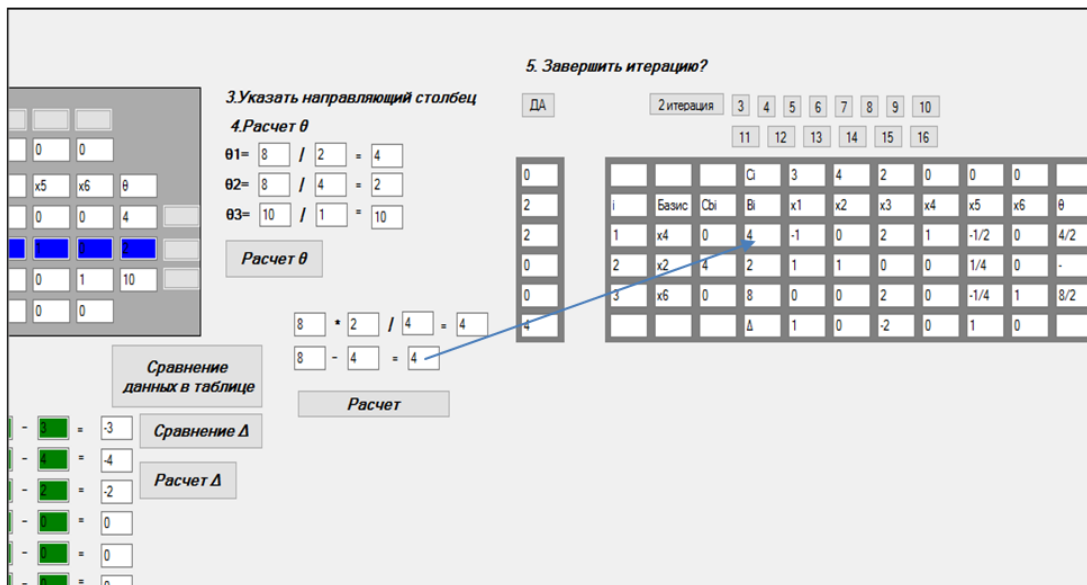 5. Завершить итерацию?
3.Указать направляющий столбец
ДА
2 итерация 3 4 5 6 7 8 9 10
11 12 13 14 15 16
4.Расчет θ
θ1= 8 / 2 = 4
θ2= 8 / 4 = 2
θ3= 10 / 1 = 10
Расчет θ
0 0
x5 x6 θ
0 0 4
0 1 10
0 0
0
2
2
0
0
4
Ci 3 4 2 0 0 0
i Базис Cbi Bi x1 x2 x3 x4 x5 x6 θ
1 x4 0 4 -1 0 2 1 -1/2 0 4/2
2 x2 4 2 1 1 0 0 1/4 0 -
3 x6 0 8 0 0 2 0 -1/4 1 8/2
Δ 1 0 -2 0 1 0
8 * 2 / 4 = 4
8 - 4 = 4
Расчет
Сравнение
данных в таблице
Сравнение Δ
Расчет Δ
- 3 = -3
- 4 = -4
- 2 = -2
- 0 = 0
- 0 = 0
- 0 = 0